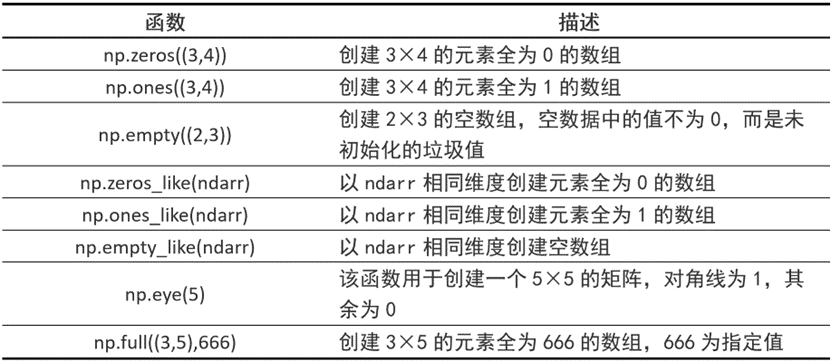 函数 描述
np.zeros((3,4)) 创建 3×4 的元素全为 0 的数组
np.ones((3,4)) 创建 3×4 的元素全为 1 的数组
np.empty((2,3)) 创建 2×3 的空数组，空数据中的值不为 0，而是未
初始化的垃圾值
np.zeros_like(ndarr) 以 ndarr 相同维度创建元素全为 0 的数组
np.ones_like(ndarr) 以 ndarr 相同维度创建元素全为 1 的数组
np.empty_like(ndarr) 以 ndarr 相同维度创建空数组
np.eye(5) 该函数用于创建一个 5×5 的矩阵，对角线为 1，其
余为 0
np.full((3,5),666) 创建 3×5 的元素全为 666 的数组，666 为指定值